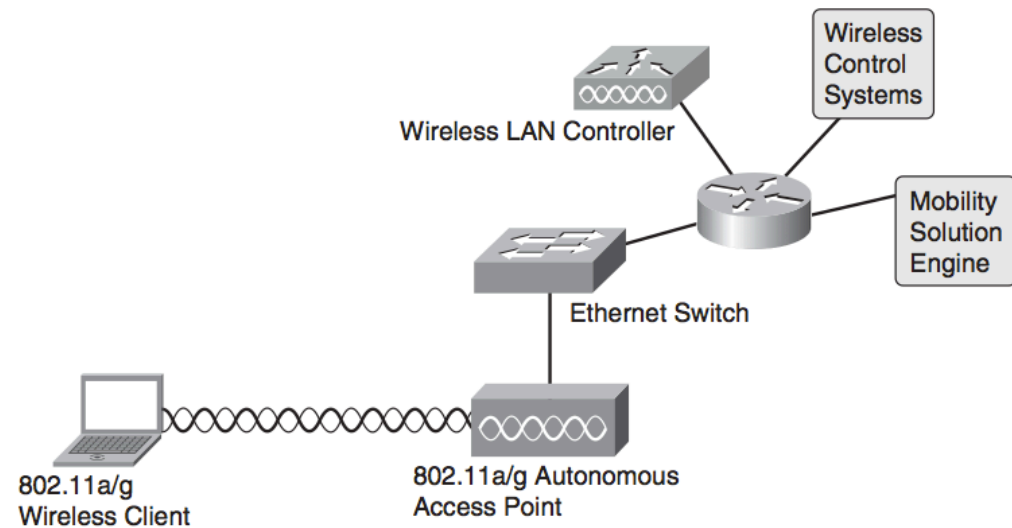 Wireless
Control
Systems
Wireless LAN Controller
Mobility
Solution
Engine
Ethernet Switch
802.11a/g
Wireless Client
802.11a/g Autonomous
Access Point